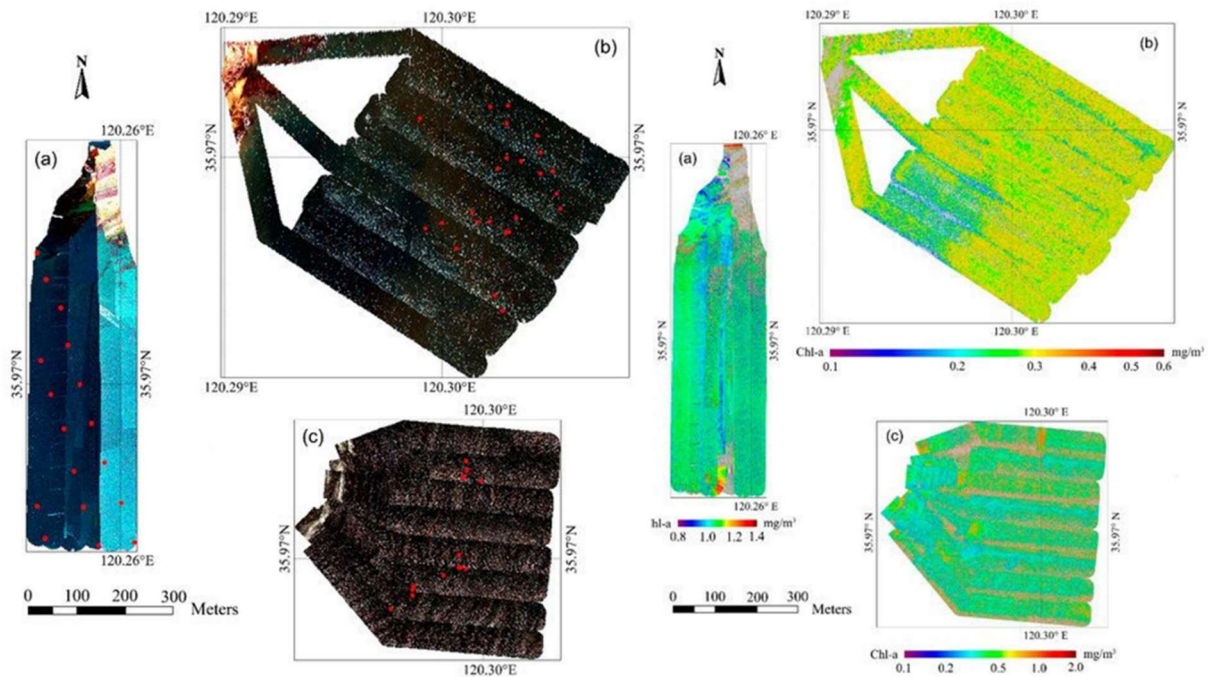 120.29°E 120.30°E
(b)
N
120.26°E
(a)
35.97°N 35.97°N
35.97°N 35.97°N
120.29°E 120.30°E
120.26°E
0 100 200 300 Meters
120.30°E
(c)
35.97°N 35.97°N
120.30°E
120.29° E 120.30° E
(b)
N
120.26° E
(a)
35.97° N 35.97° N
35.97° N 35.97° N
120.29° E 120.30° E
Chl-a mg/m³
0.1 0.2 0.3 0.4 0.5 0.6
120.26° E
hl-a mg/m³
0.8 1.0 1.2 1.4
0 100 200 300 Meters
120.30° E
(c)
35.97° N 35.97° N
120.30° E
Chl-a mg/m³
0.1 0.2 0.5 1.0 2.0